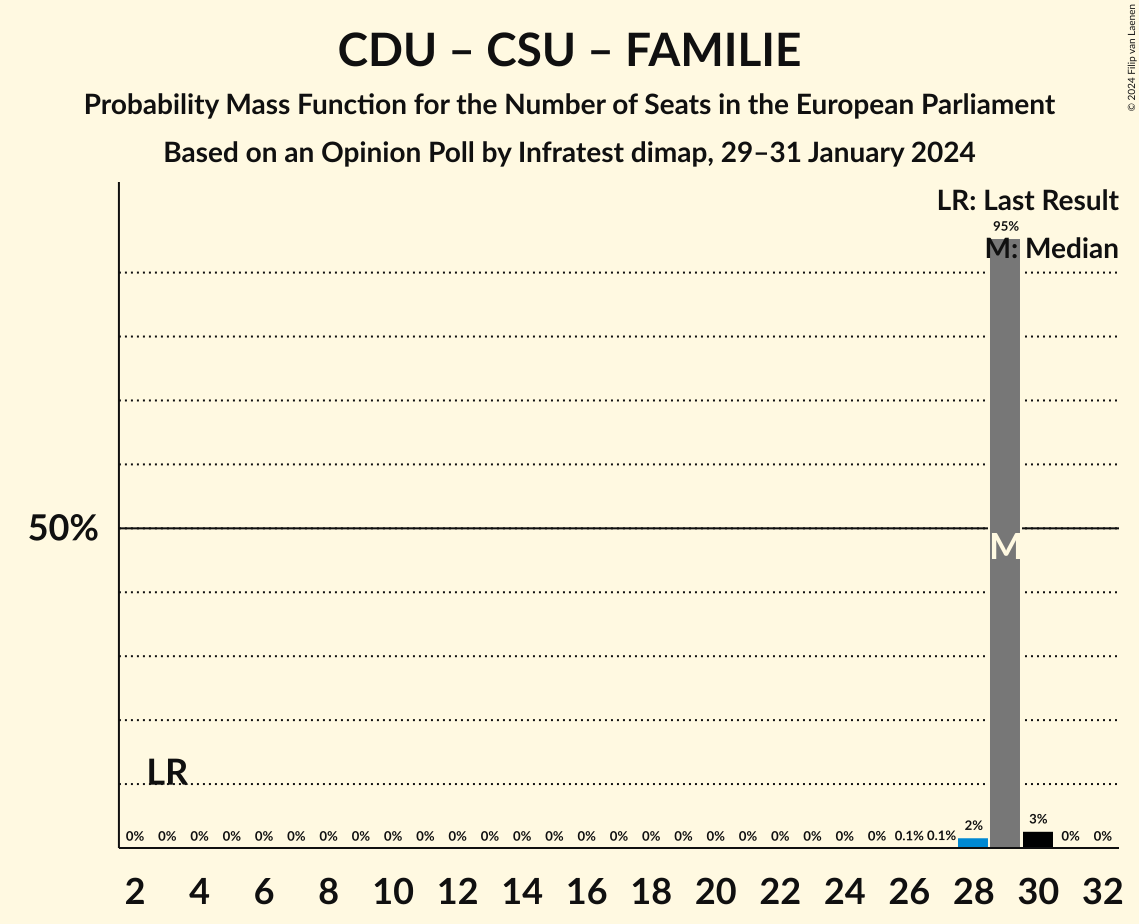 CDU – CSU – FAMILIE
Probability Mass Function for the Number of Seats in the European Parliament
Based on an Opinion Poll by Infratest dimap, 29–31 January 2024
© 2024 Filip van Laenen
LR: Last Result
95%
M: Median
50%
M
LR
0% 0% 0% 0% 0% 0% 0% 0% 0% 0% 0% 0% 0% 0% 0% 0% 0% 0% 0% 0% 0% 0% 0% 0% 0.1% 0.1% 2% 3% 0% 0%
2 4 6 8 10 12 14 16 18 20 22 24 26 28 30 32